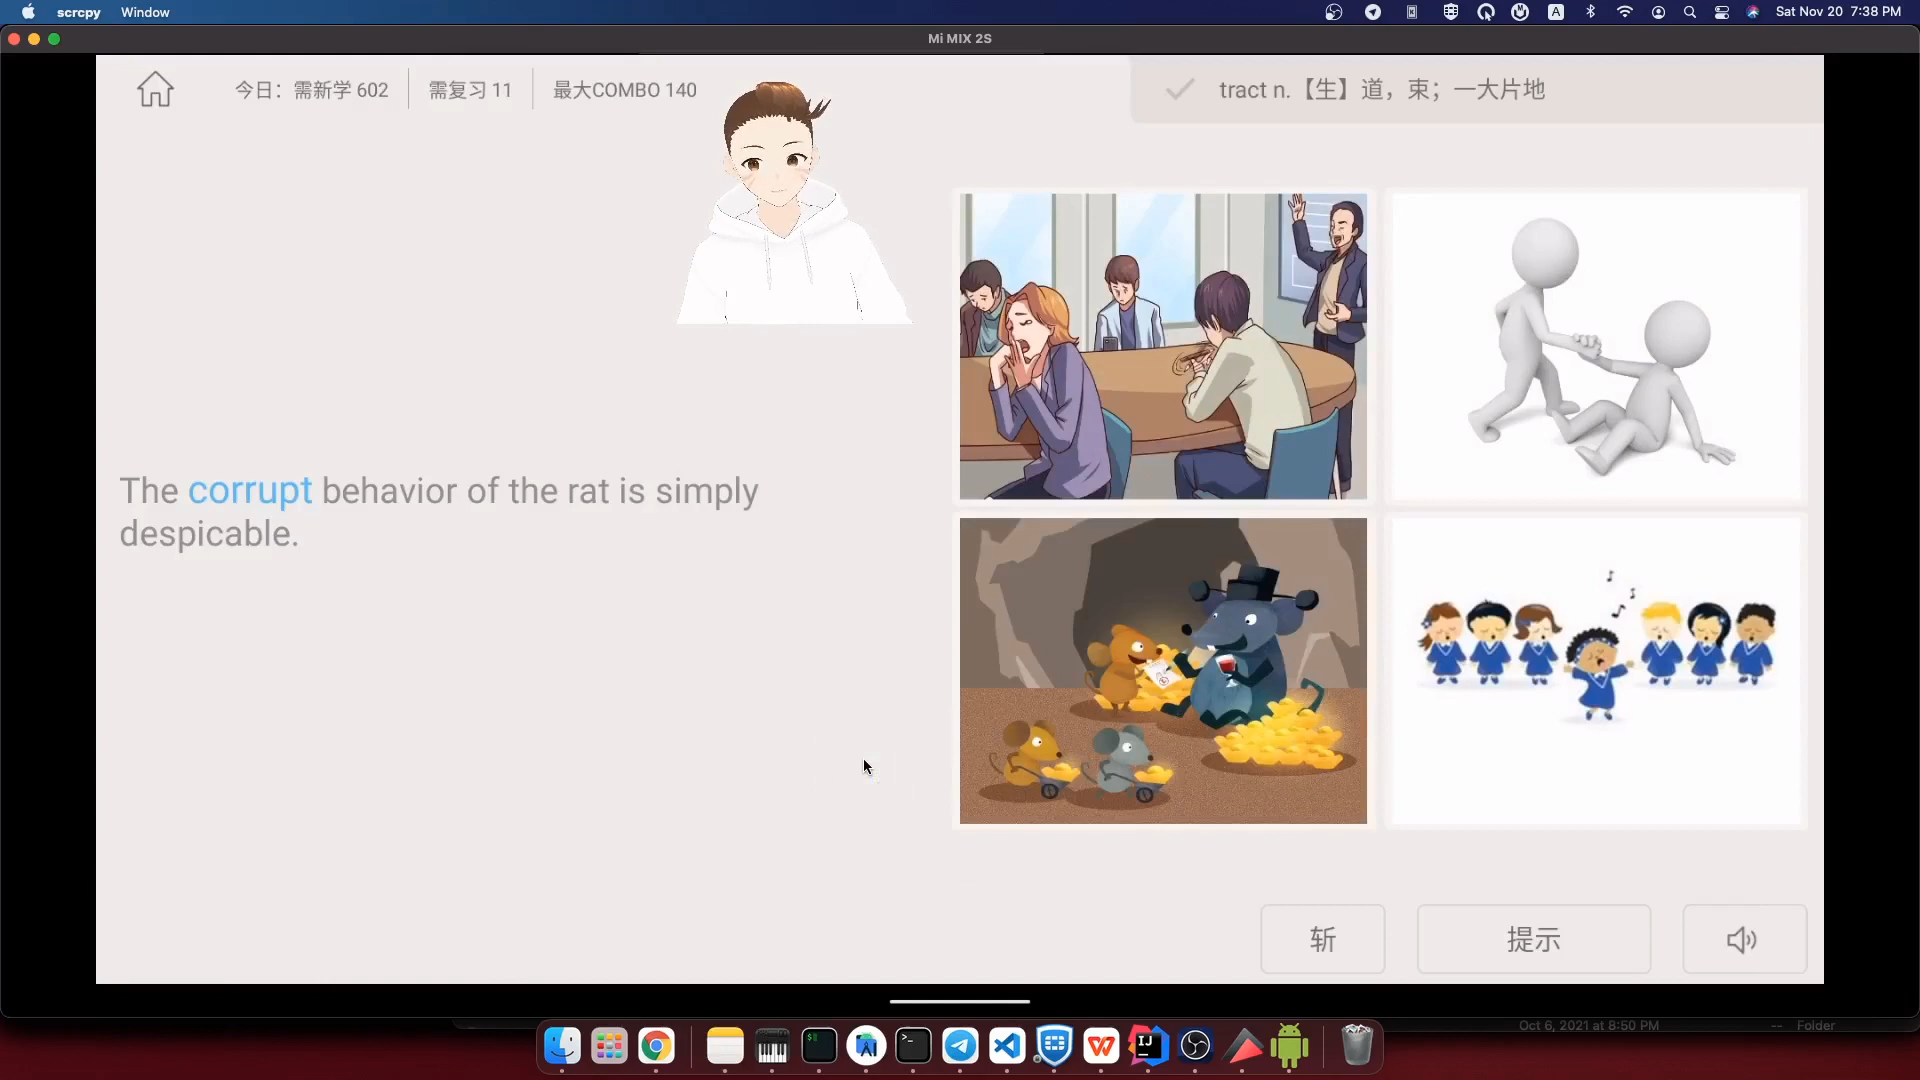 scrcpy Window
A
Sat Nov 20 7:38 PM
Mi MIX 2S
今日：需新学 602
需复习 11
最大COMBO 140
tract n.【生】道，束；一大片地
The corrupt behavior of the rat is simply
despicable.
斩
提示
Oct 6, 2021 at 8:50 PM
--
Folder